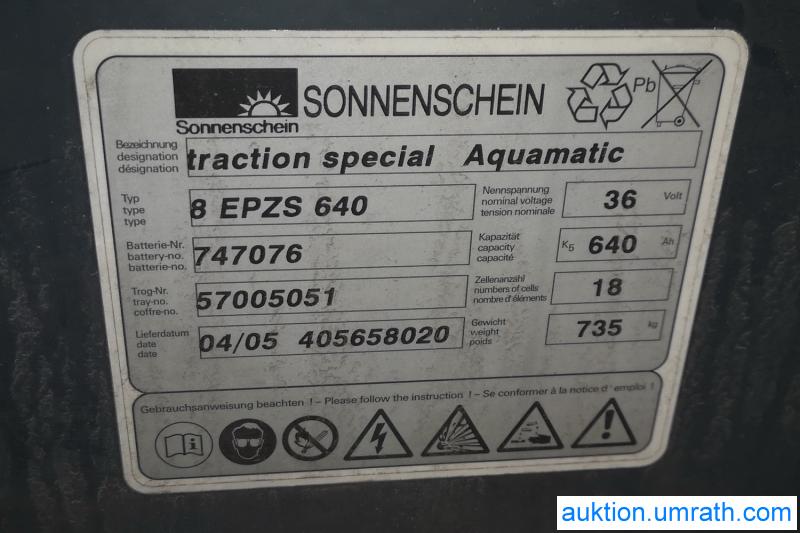 Sonnenschein
SONNENSCHEIN
Pb
Bezeichnung
designation
désignation
traction special Aquamatic
Typ
type
type
8 EPZS 640
Nennspannung
nominal voltage
tension nominale
36 Volt
Batterie-Nr.
battery-no.
batterie-no.
747076
Kapazität
capacity
capacité
K5 640 Ah
Trog-Nr.
tray-no.
coffre-no.
57005051
Zellenanzahl
numbers of cells
nombre d'éléments
18
Lieferdatum
date
date
04/05 405658020
Gewicht
weight
poids
735 kg
Gebrauchsanweisung beachten ! – Please follow the instruction ! – Se conformer à la notice d'emploi !
auktion.umrath.com